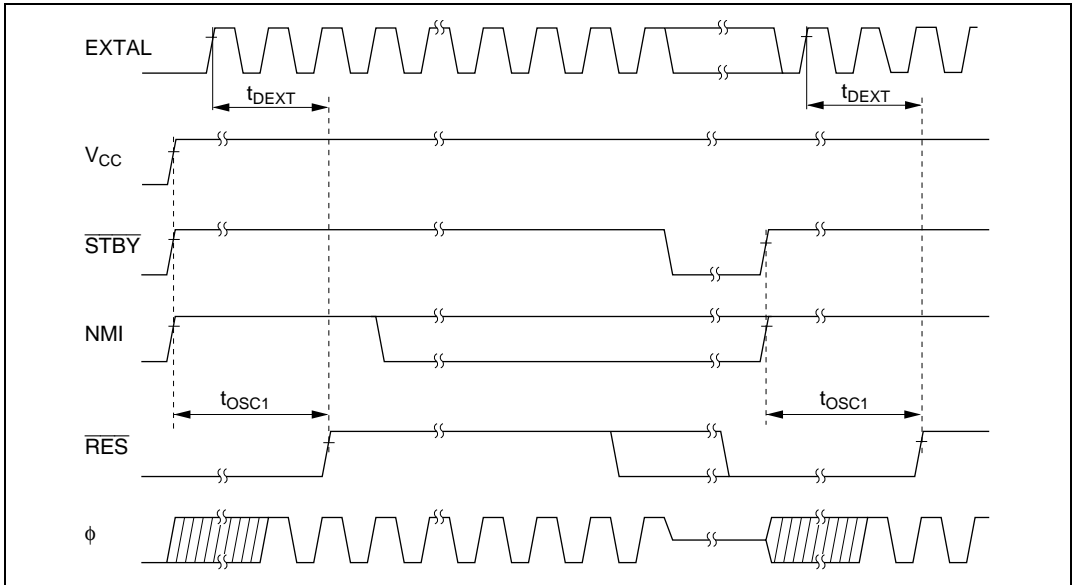 EXTAL
tDEXT tDEXT
VCC
STBY
NMI
tOSC1 tOSC1
RES
ϕ